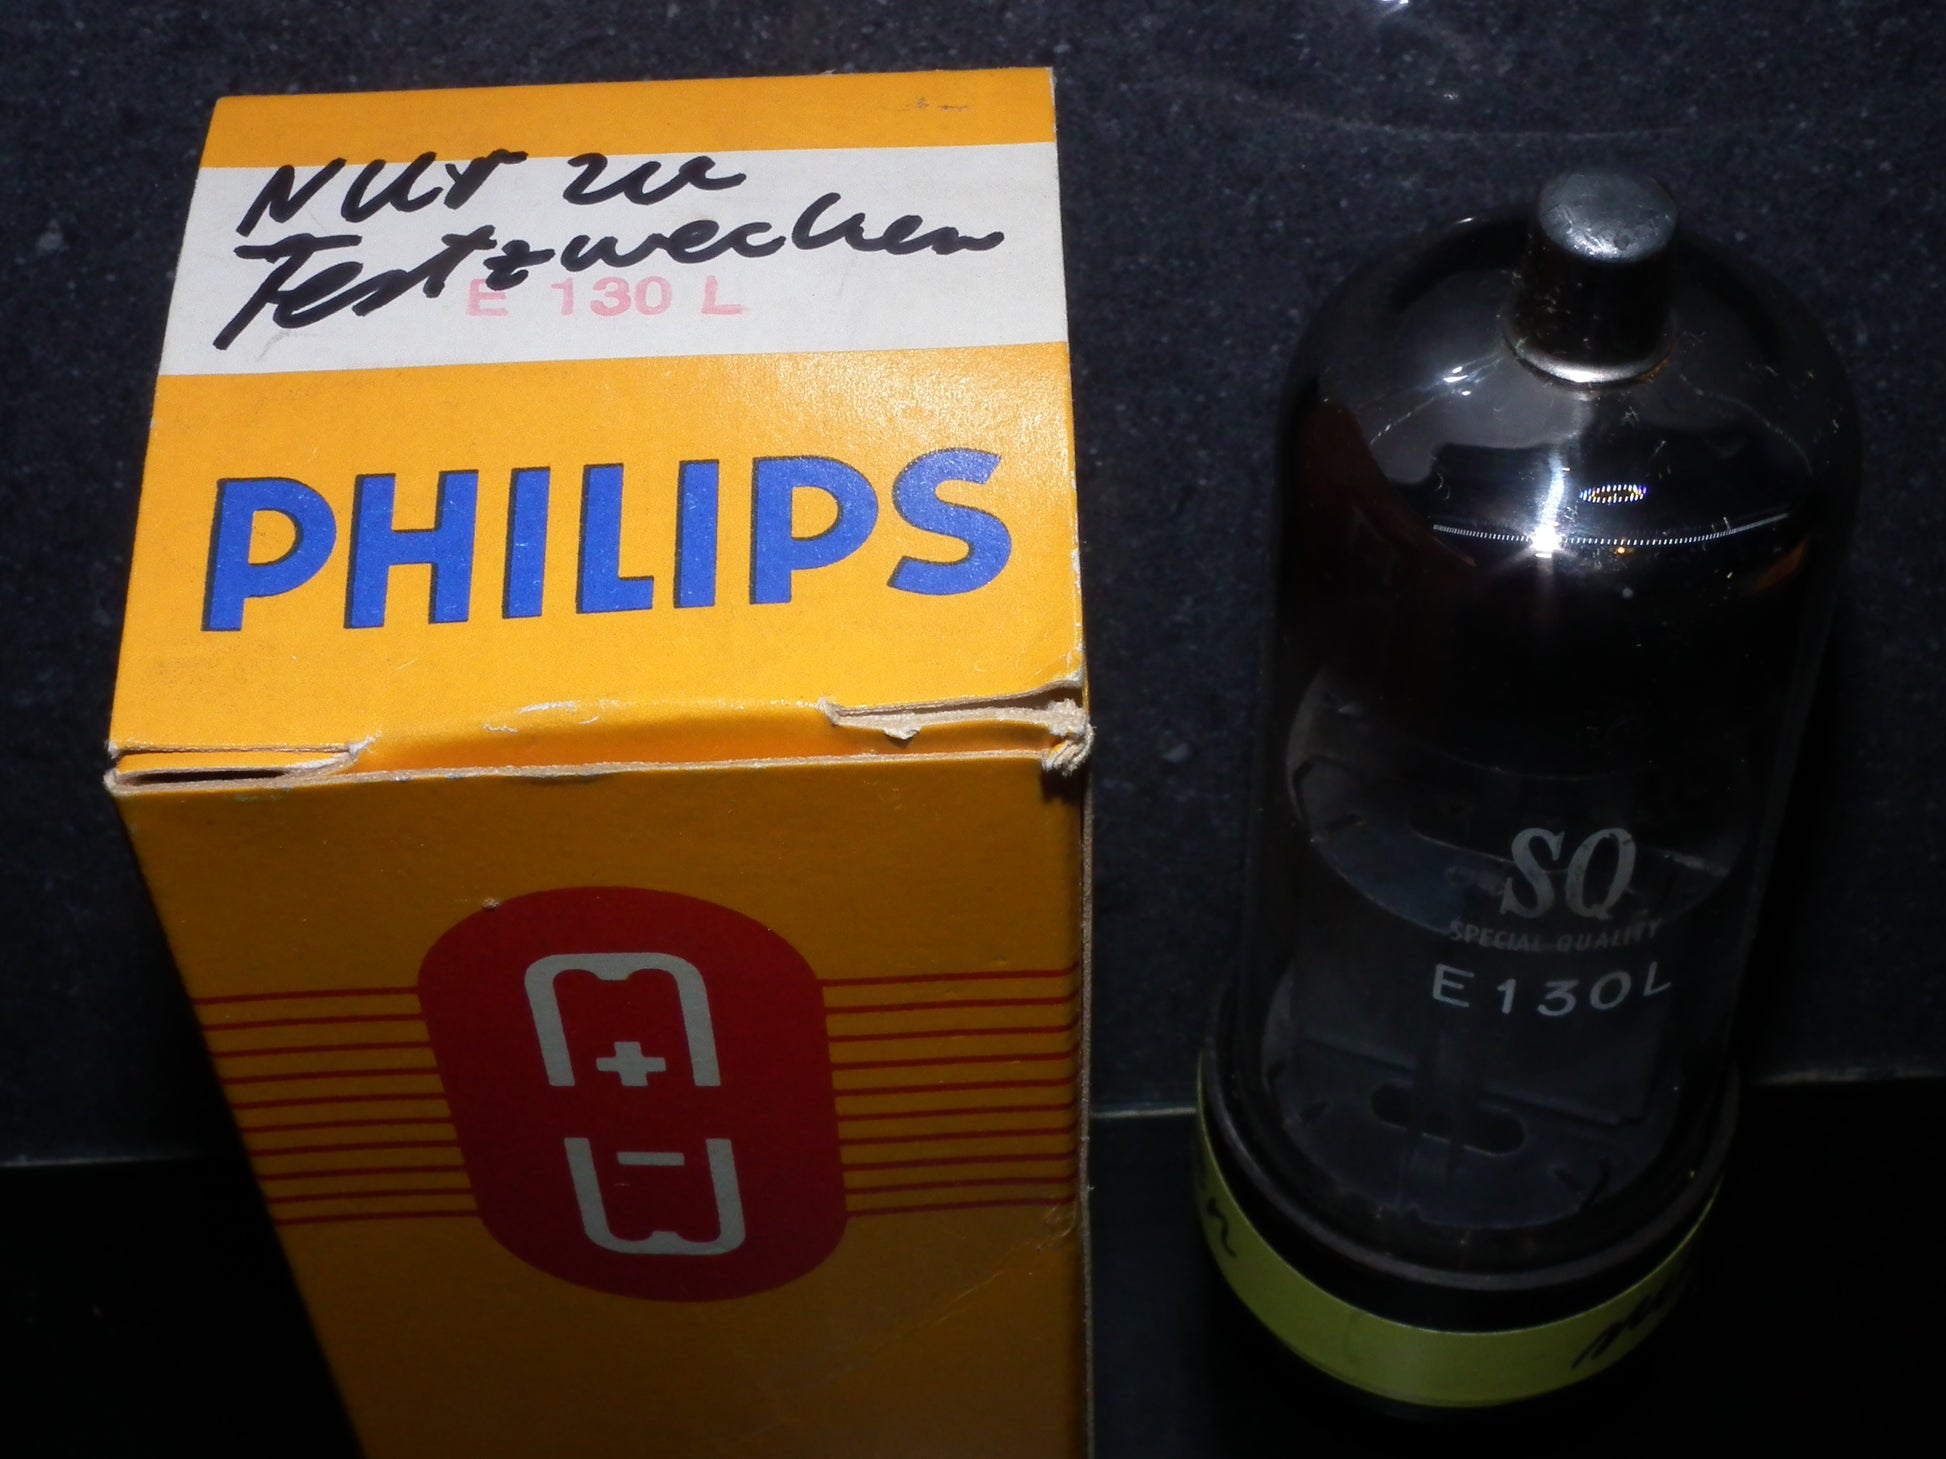 Nur zu
Testzwecken
E 130 L
PHILIPS
+
-
SQ
SPECIAL QUALITY
E130L